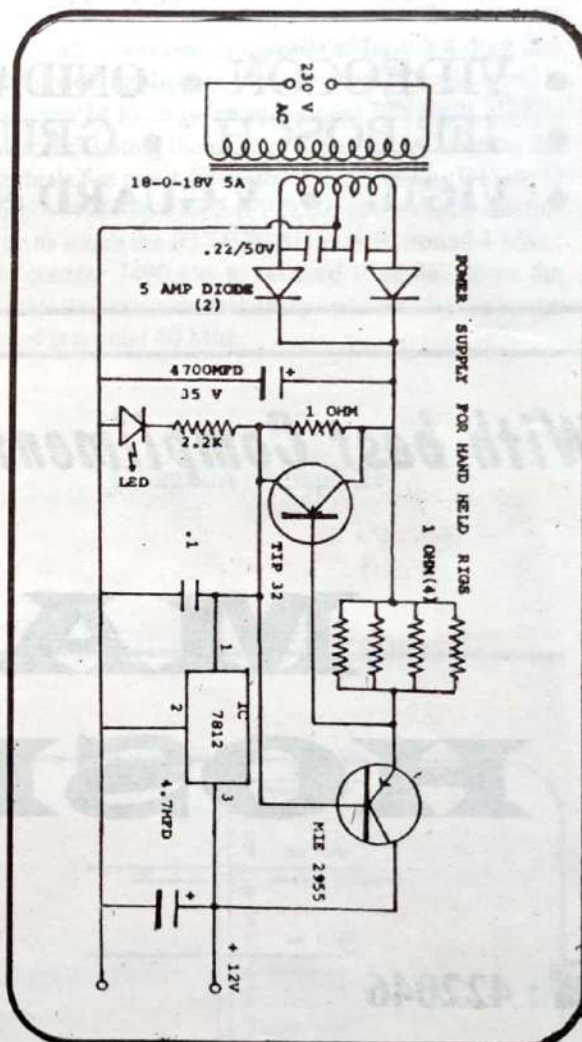 POWER SUPPLY FOR HAND HELD RIGS
230 V
AC
18-0-18V 5A
.22/50V
5 AMP DIODE
(2)
4700MFD
35 V
1 OHM
2.2K
LED
TIP 32
1 OHM(4)
.1
1
IC
7812
2
3
4.7MFD
MIE 2955
+ 12V